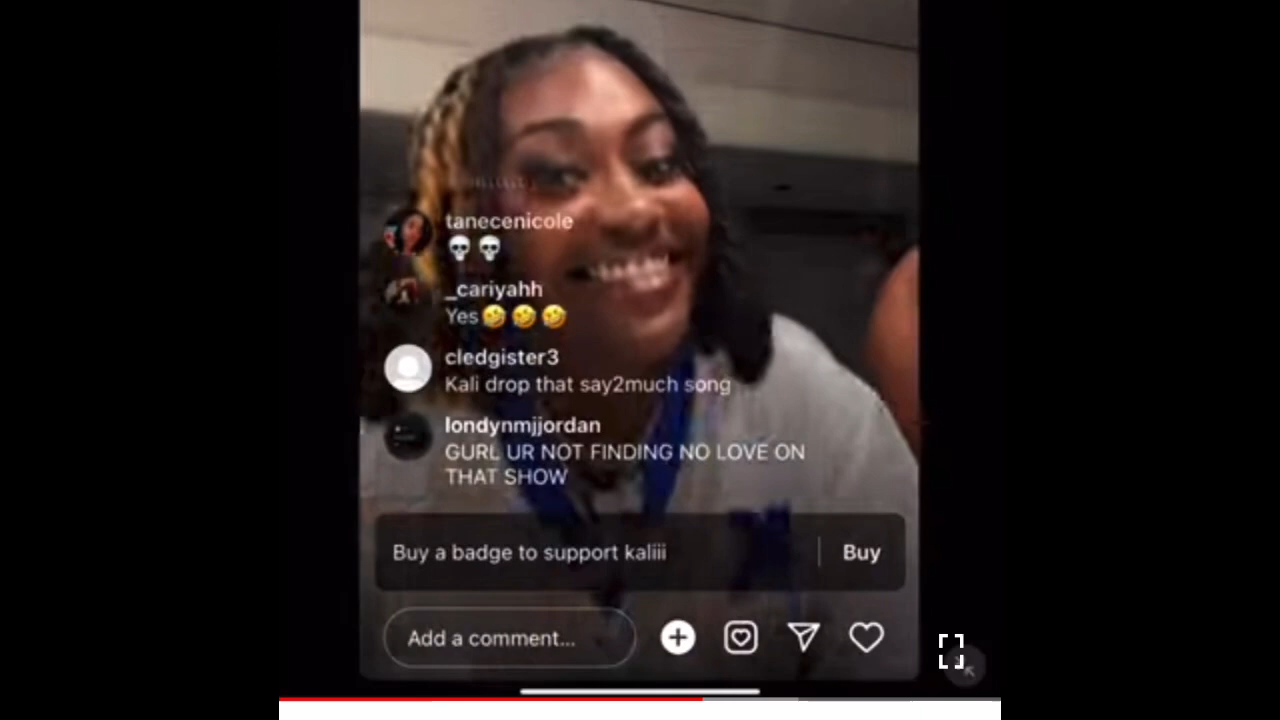 tanecenicole
💀💀
_cariyahh
Yes🤣🤣🤣
cledgister3
Kali drop that say2much song
londynmjjordan
GURL UR NOT FINDING NO LOVE ON
THAT SHOW
Buy a badge to support kaliii
Buy
Add a comment...